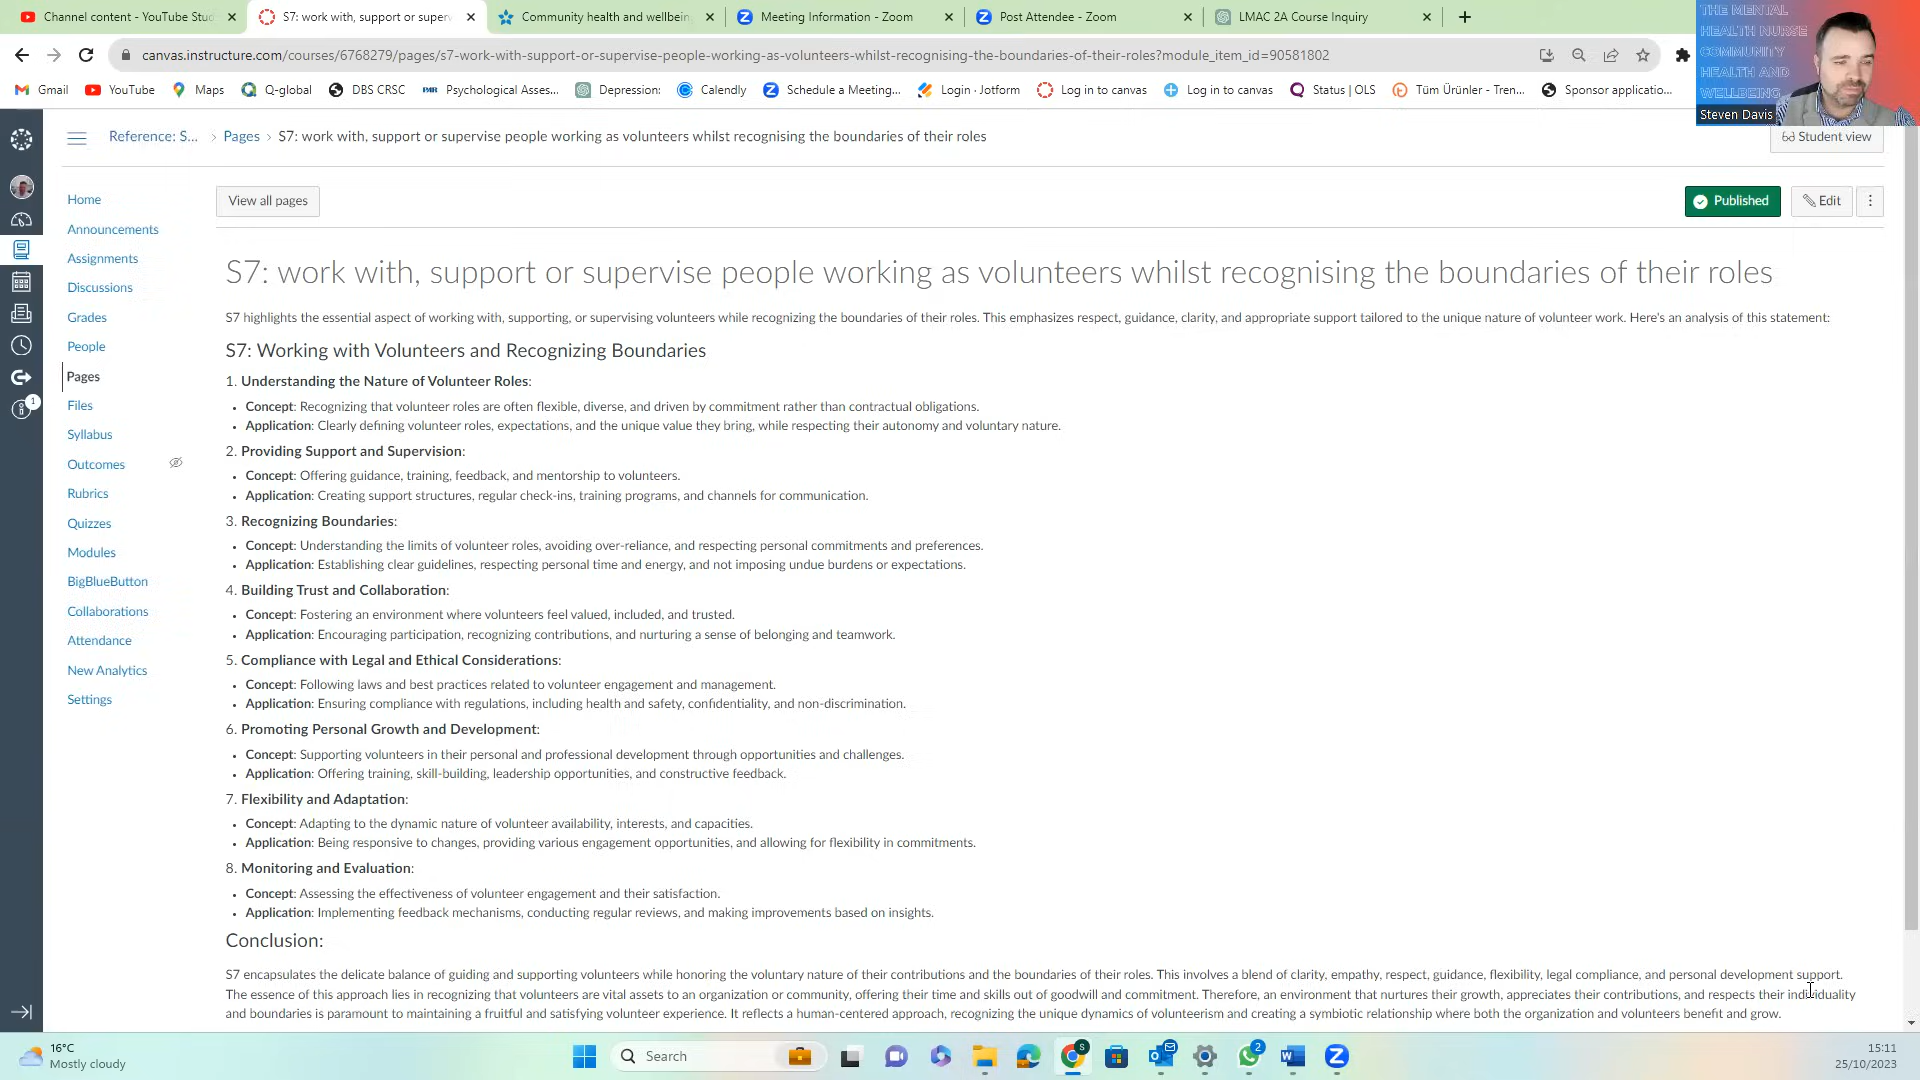 Channel content - YouTube Stud
S7: work with, support or superv
Community health and wellbein
Meeting Information - Zoom
Post Attendee - Zoom
LMAC 2A Course Inquiry
canvas.instructure.com/courses/6768279/pages/s7-work-with-support-or-supervise-people-working-as-volunteers-whilst-recognising-the-boundaries-of-their-roles?module_item_id=90581802
Gmail
YouTube
Maps
Q-global
DBS CRSC
PAR Psychological Asses...
Depression:
Calendly
Schedule a Meeting...
Login · Jotform
Log in to canvas
Log in to canvas
Status | OLS
Tüm Ürünler - Tren...
Sponsor applicatio...
THE MENTAL
HEALTH NURSE
COMMUNITY
HEALTH AND
WELLBEING
Steven Davis
Reference: S... > Pages > S7: work with, support or supervise people working as volunteers whilst recognising the boundaries of their roles
Student view
View all pages
Published
Edit
Home
Announcements
Assignments
Discussions
Grades
People
Pages
Files
Syllabus
Outcomes
Rubrics
Quizzes
Modules
BigBlueButton
Collaborations
Attendance
New Analytics
Settings
1
S7: work with, support or supervise people working as volunteers whilst recognising the boundaries of their roles
S7 highlights the essential aspect of working with, supporting, or supervising volunteers while recognizing the boundaries of their roles. This emphasizes respect, guidance, clarity, and appropriate support tailored to the unique nature of volunteer work. Here's an analysis of this statement:
S7: Working with Volunteers and Recognizing Boundaries
1. Understanding the Nature of Volunteer Roles:
• Concept: Recognizing that volunteer roles are often flexible, diverse, and driven by commitment rather than contractual obligations.
• Application: Clearly defining volunteer roles, expectations, and the unique value they bring, while respecting their autonomy and voluntary nature.
2. Providing Support and Supervision:
• Concept: Offering guidance, training, feedback, and mentorship to volunteers.
• Application: Creating support structures, regular check-ins, training programs, and channels for communication.
3. Recognizing Boundaries:
• Concept: Understanding the limits of volunteer roles, avoiding over-reliance, and respecting personal commitments and preferences.
• Application: Establishing clear guidelines, respecting personal time and energy, and not imposing undue burdens or expectations.
4. Building Trust and Collaboration:
• Concept: Fostering an environment where volunteers feel valued, included, and trusted.
• Application: Encouraging participation, recognizing contributions, and nurturing a sense of belonging and teamwork.
5. Compliance with Legal and Ethical Considerations:
• Concept: Following laws and best practices related to volunteer engagement and management.
• Application: Ensuring compliance with regulations, including health and safety, confidentiality, and non-discrimination.
6. Promoting Personal Growth and Development:
• Concept: Supporting volunteers in their personal and professional development through opportunities and challenges.
• Application: Offering training, skill-building, leadership opportunities, and constructive feedback.
7. Flexibility and Adaptation:
• Concept: Adapting to the dynamic nature of volunteer availability, interests, and capacities.
• Application: Being responsive to changes, providing various engagement opportunities, and allowing for flexibility in commitments.
8. Monitoring and Evaluation:
• Concept: Assessing the effectiveness of volunteer engagement and their satisfaction.
• Application: Implementing feedback mechanisms, conducting regular reviews, and making improvements based on insights.
Conclusion:
S7 encapsulates the delicate balance of guiding and supporting volunteers while honoring the voluntary nature of their contributions and the boundaries of their roles. This involves a blend of clarity, empathy, respect, guidance, flexibility, legal compliance, and personal development support.
The essence of this approach lies in recognizing that volunteers are vital assets to an organization or community, offering their time and skills out of goodwill and commitment. Therefore, an environment that nurtures their growth, appreciates their contributions, and respects their individuality
and boundaries is paramount to maintaining a fruitful and satisfying volunteer experience. It reflects a human-centered approach, recognizing the unique dynamics of volunteerism and creating a symbiotic relationship where both the organization and volunteers benefit and grow.
16°C
Mostly cloudy
Search
S
2
15:11
25/10/2023